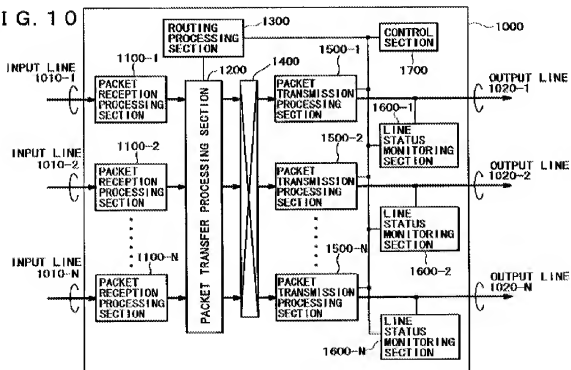 IG. 10
1300
1000
ROUTING
PROCESSING
SECTION
CONTROL
SECTION
1700
INPUT LINE
1010-1
1100-1
PACKET
RECEPTION
PROCESSING
SECTION
1200
1400
1500-1
PACKET
TRANSMISSION
PROCESSING
SECTION
OUTPUT LINE
1020-1
1600-1
LINE
STATUS
MONITORING
SECTION
INPUT LINE
1010-2
1100-2
PACKET
RECEPTION
PROCESSING
SECTION
PACKET TRANSFER PROCESSING SECTION
1500-2
PACKET
TRANSMISSION
PROCESSING
SECTION
OUTPUT LINE
1020-2
LINE
STATUS
MONITORING
SECTION
1600-2
INPUT LINE
1010-N
1100-N
PACKET
RECEPTION
PROCESSING
SECTION
1500-N
PACKET
TRANSMISSION
PROCESSING
SECTION
OUTPUT LINE
1020-N
1600-N
LINE
STATUS
MONITORING
SECTION